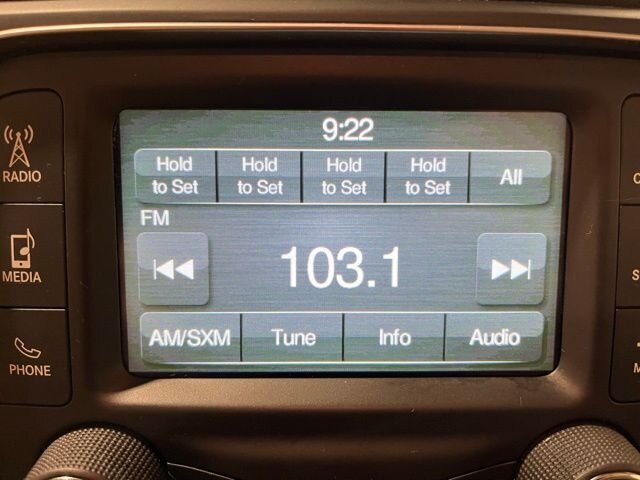 9:22
Hold to Set
Hold to Set
Hold to Set
Hold to Set
All
RADIO
FM
103.1
MEDIA
AM/SXM
Tune
Info
Audio
PHONE